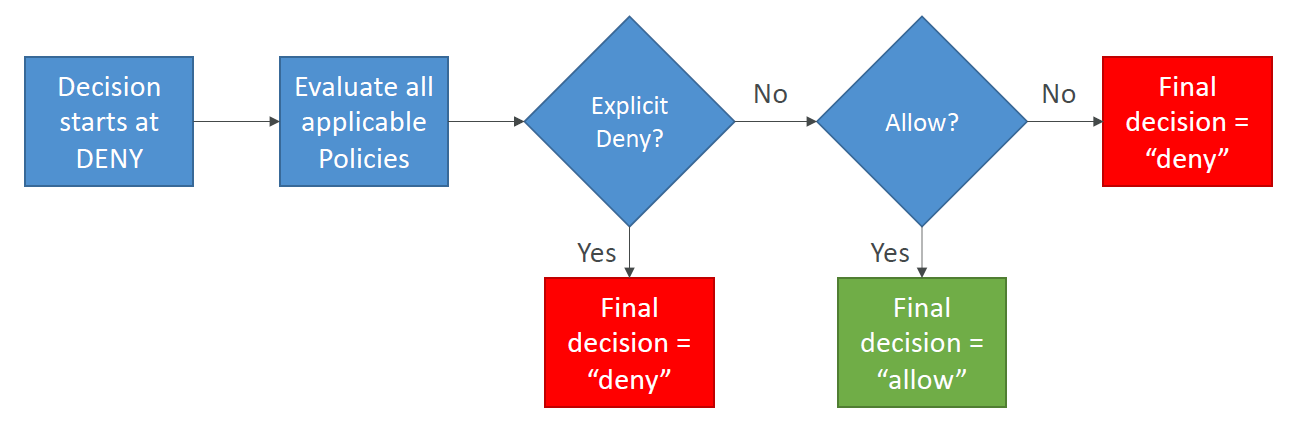 Decision
starts at
DENY
Evaluate all
applicable
Policies
Explicit
Deny?
No
Allow?
No
Final
decision =
“deny”
Yes
Final
decision =
“deny”
Yes
Final
decision =
“allow”